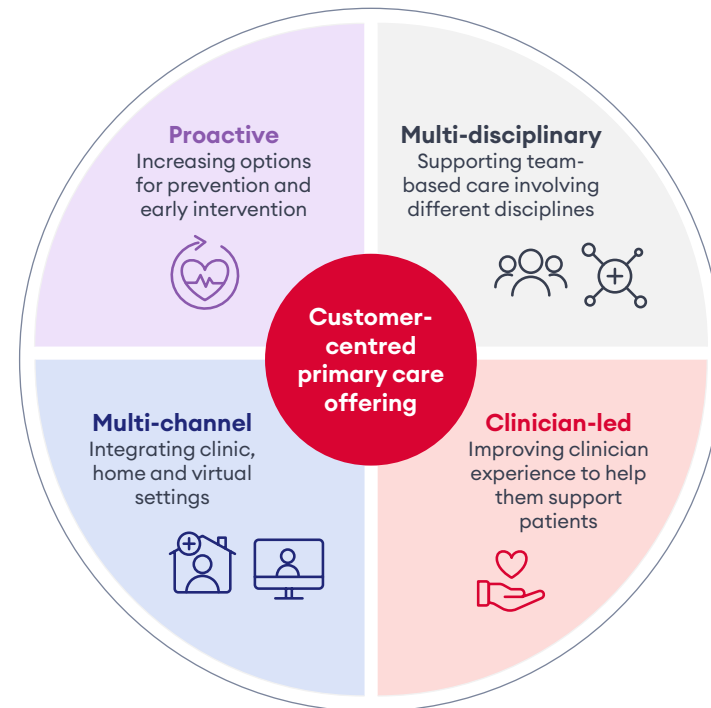 Proactive
Increasing options
for prevention and
early intervention
Multi-disciplinary
Supporting team-
based care involving
different disciplines
Customer-
centred
primary care
offering
Multi-channel
Integrating clinic,
home and virtual
settings
Clinician-led
Improving clinician
experience to help
them support
patients